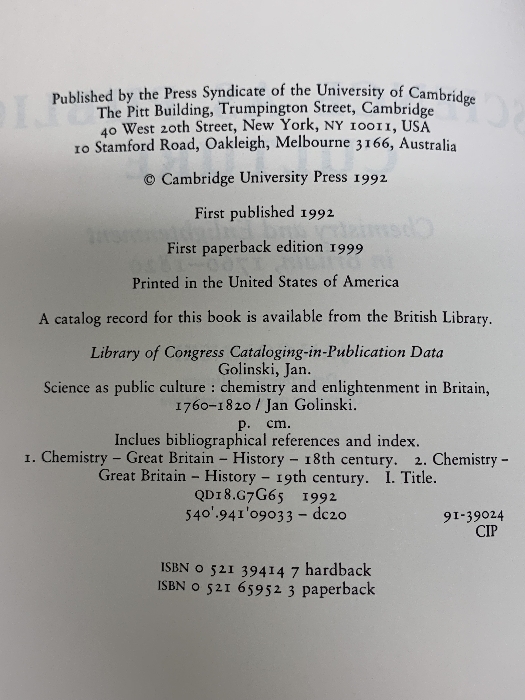 Published by the Press Syndicate of the University of Cambridge
The Pitt Building, Trumpington Street, Cambridge
40 West 20th Street, New York, NY 10011, USA
10 Stamford Road, Oakleigh, Melbourne 3166, Australia
© Cambridge University Press 1992
First published 1992
First paperback edition 1999
Printed in the United States of America
A catalog record for this book is available from the British Library.
Library of Congress Cataloging-in-Publication Data
Golinski, Jan.
Science as public culture : chemistry and enlightenment in Britain,
1760–1820 / Jan Golinski.
p. cm.
Inclues bibliographical references and index.
1. Chemistry – Great Britain – History – 18th century. 2. Chemistry –
Great Britain – History – 19th century. I. Title.
QD18.G7G65 1992
540'.941'09033 – dc20 91-39024
CIP
ISBN 0 521 39414 7 hardback
ISBN 0 521 65952 3 paperback